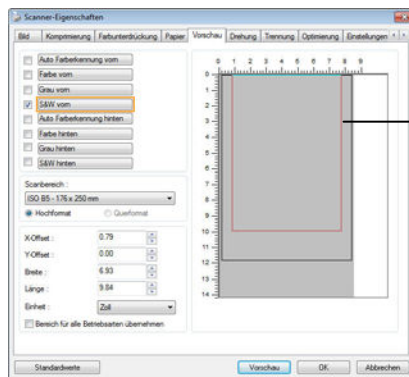 Scanner-Eigenschaften
Bild Komprimierung Farbunterdrückung Papier Vorschau Drehung Trennung Optimierung Einstellungen
Auto Farberkennung vorn
Farbe vorn
Grau vorn
S&W vorn
Auto Farberkennung hinten
Farbe hinten
Grau hinten
S&W hinten
Scanbereich :
ISO B5 - 176 x 250 mm
Hochformat Querformat
X-Offset : 0.79
Y-Offset : 0.00
Breite : 6.93
Länge : 9.84
Einheit : Zoll
Bereich für alle Betriebsarten übernehmen
0 1 2 3 4 5 6 7 8 9
0
1
2
3
4
5
6
7
8
9
10
11
12
13
14
Standardwerte Vorschau OK Abbrechen